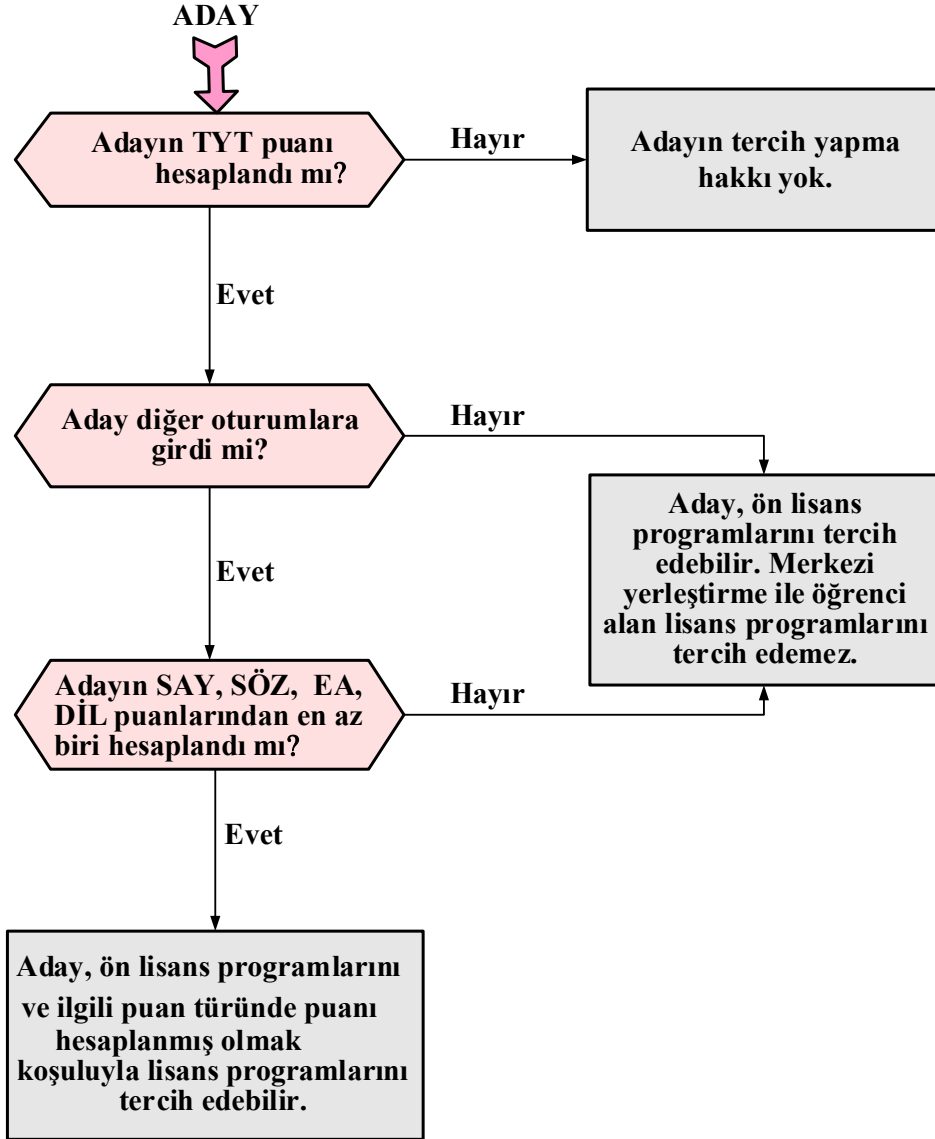 ADAY
Adayın TYT puanı
hesaplandı mı?
Hayır
Adayın tercih yapma
hakkı yok.
Evet
Aday diğer oturumlara
girdi mi?
Hayır
Aday, ön lisans
programlarını tercih
edebilir. Merkezi
yerleştirme ile öğrenci
alan lisans programlarını
tercih edemez.
Evet
Adayın SAY, SÖZ, EA,
DİL puanlarından en az
biri hesaplandı mı?
Hayır
Evet
Aday, ön lisans programlarını
ve ilgili puan türünde puanı
hesaplanmış olmak
koşuluyla lisans programlarını
tercih edebilir.